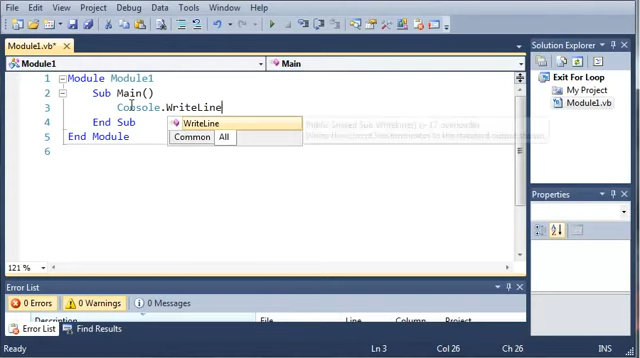 File Edit View Project Debug Data Tools Window Help
Main
Module1.vb*
Module1 Main
1 Module Module1
2 Sub Main()
3 Console.WriteLine
4 End Sub
5 End Module
6
WriteLine
Common All
121 %
Solution Explorer
Exit For Loop
My Project
Module1.vb
Properties
Error List
0 Errors 0 Warnings 0 Messages
Description File Line Column Project
Error List Find Results
Ln 3 Col 26 Ch 26